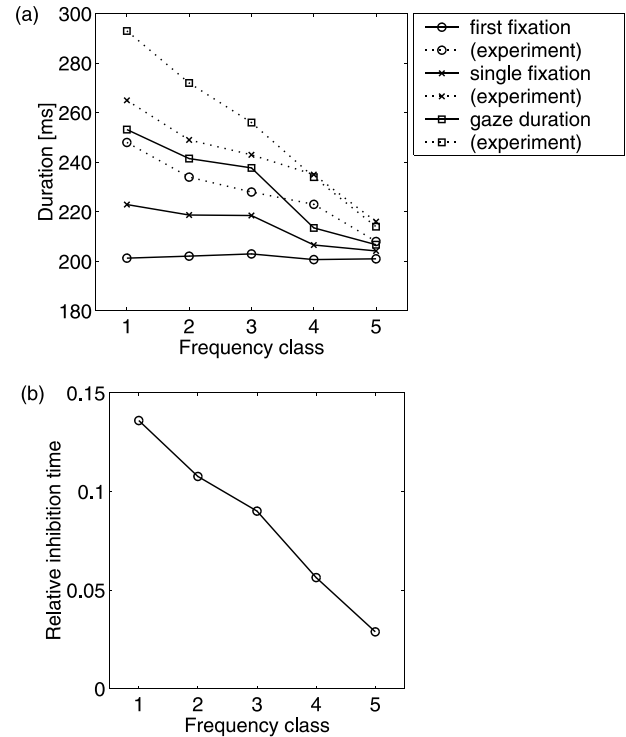 (a)
300
280
260
240
220
200
180
Duration [ms]
1 2 3 4 5
Frequency class
first fixation
(experiment)
single fixation
(experiment)
gaze duration
(experiment)
(b)
0.15
0.1
0.05
0
Relative inhibition time
1 2 3 4 5
Frequency class